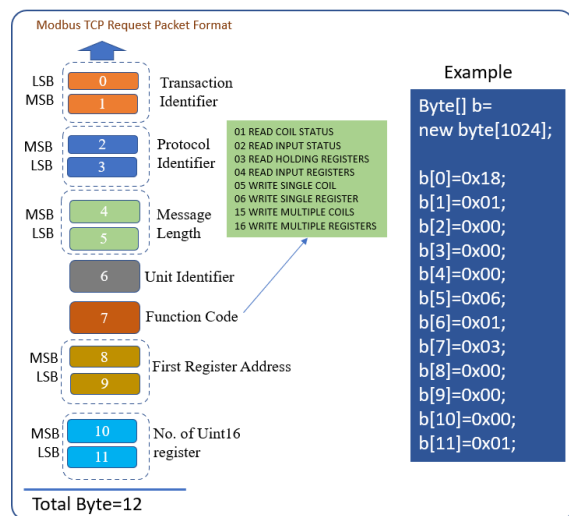 Modbus TCP Request Packet Format
LSB
MSB
0
1
Transaction
Identifier
MSB
LSB
2
3
Protocol
Identifier
MSB
LSB
4
5
Message
Length
6
Unit Identifier
7
Function Code
MSB
LSB
8
9
First Register Address
MSB
LSB
10
11
No. of Uint16
register
Total Byte=12
01 READ COIL STATUS
02 READ INPUT STATUS
03 READ HOLDING REGISTERS
04 READ INPUT REGISTERS
05 WRITE SINGLE COIL
06 WRITE SINGLE REGISTER
15 WRITE MULTIPLE COILS
16 WRITE MULTIPLE REGISTERS
Example
Byte[] b=
new byte[1024];
b[0]=0x18;
b[1]=0x01;
b[2]=0x00;
b[3]=0x00;
b[4]=0x00;
b[5]=0x06;
b[6]=0x01;
b[7]=0x03;
b[8]=0x00;
b[9]=0x00;
b[10]=0x00;
b[11]=0x01;